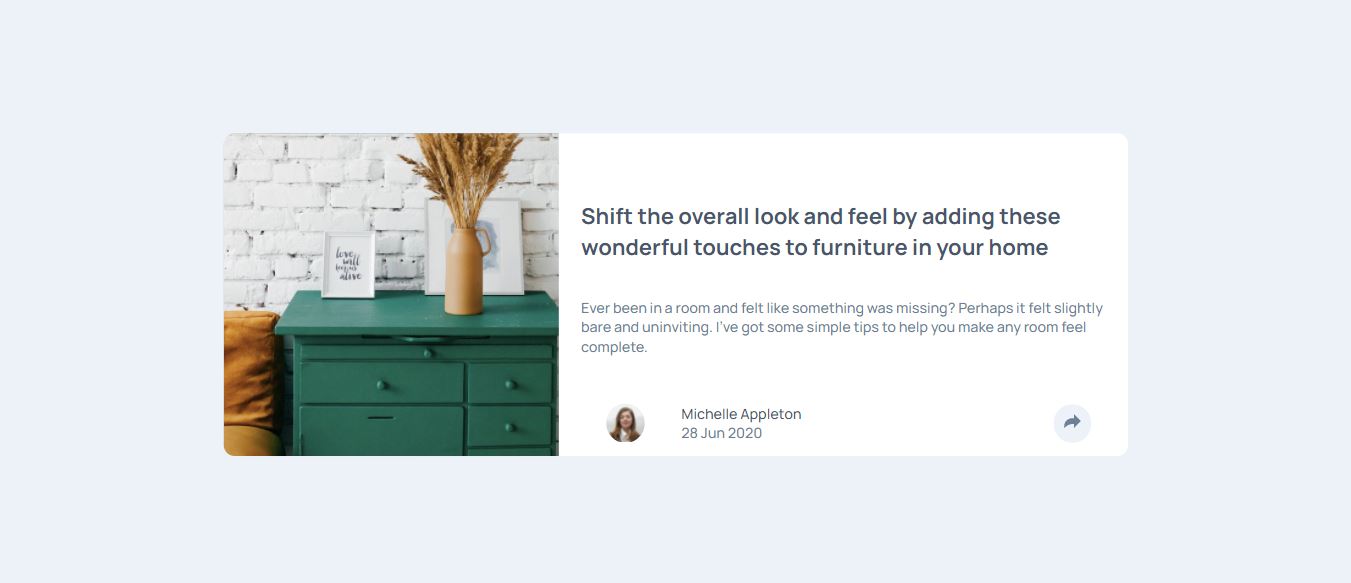 love
will
keep us
alive
Shift the overall look and feel by adding these
wonderful touches to furniture in your home
Ever been in a room and felt like something was missing? Perhaps it felt slightly
bare and uninviting. I've got some simple tips to help you make any room feel
complete.
Michelle Appleton
28 Jun 2020